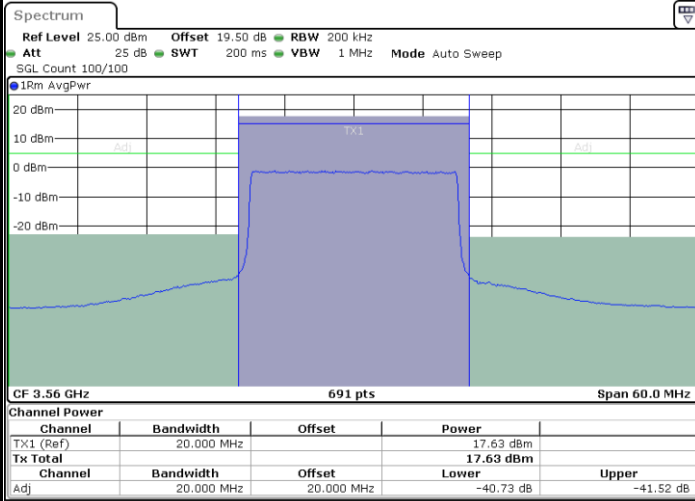 Spectrum
Ref Level 25.00 dBm Offset 19.50 dB RBW 200 kHz
Att 25 dB SWT 200 ms VBW 1 MHz Mode Auto Sweep
SGL Count 100/100
1Rm AvgPwr
20 dBm
TX1
10 dBm
Adj Adj
0 dBm
-10 dBm
-20 dBm
CF 3.56 GHz 691 pts Span 60.0 MHz
Channel Power
Channel Bandwidth Offset Power
TX1 (Ref) 20.000 MHz 17.63 dBm
Tx Total 17.63 dBm
Channel Bandwidth Offset Lower Upper
Adj 20.000 MHz 20.000 MHz -40.73 dB -41.52 dB